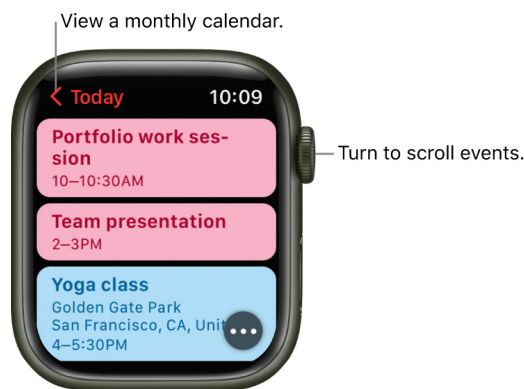 View a monthly calendar.
Today 10:09
Portfolio work ses-
sion
10–10:30AM
Turn to scroll events.
Team presentation
2–3PM
Yoga class
Golden Gate Park
San Francisco, CA, Unit
4–5:30PM